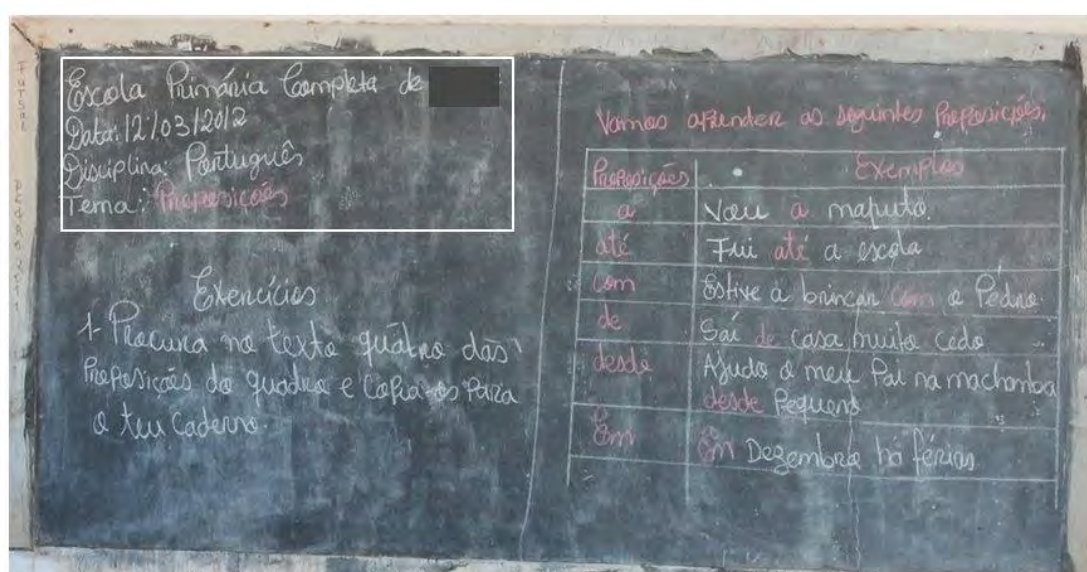 Escola Primária Completa de
Data: 12/03/2012
Disciplina: Português
Tema: Preposições
Exercícios
1- Procura no texto quátro das
Preposições do quadro e Copia-os Para
o teu Caderno.
Vamos aprender as seguintes Preposições.
Preposições Exemplos
a Vou a maputo.
até Fui até a escola
com Estive a brincar com o Pedro
de Saí de casa muito cedo
desde Ajudo o meu Pai na machamba
desde Pequeno
Em Em Dezembro há férias